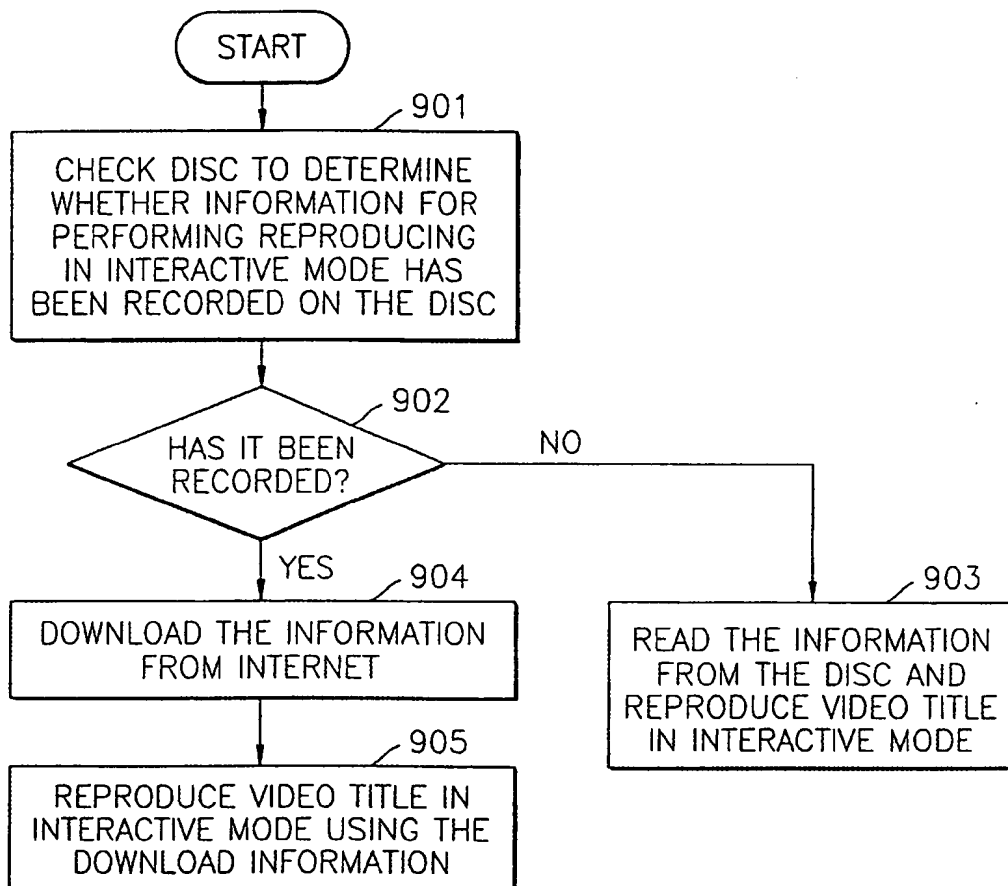 START
901
CHECK DISC TO DETERMINE
WHETHER INFORMATION FOR
PERFORMING REPRODUCING
IN INTERACTIVE MODE HAS
BEEN RECORDED ON THE DISC
902
HAS IT BEEN
RECORDED?
NO
YES
904
DOWNLOAD THE INFORMATION
FROM INTERNET
903
READ THE INFORMATION
FROM THE DISC AND
REPRODUCE VIDEO TITLE
IN INTERACTIVE MODE
905
REPRODUCE VIDEO TITLE IN
INTERACTIVE MODE USING THE
DOWNLOAD INFORMATION